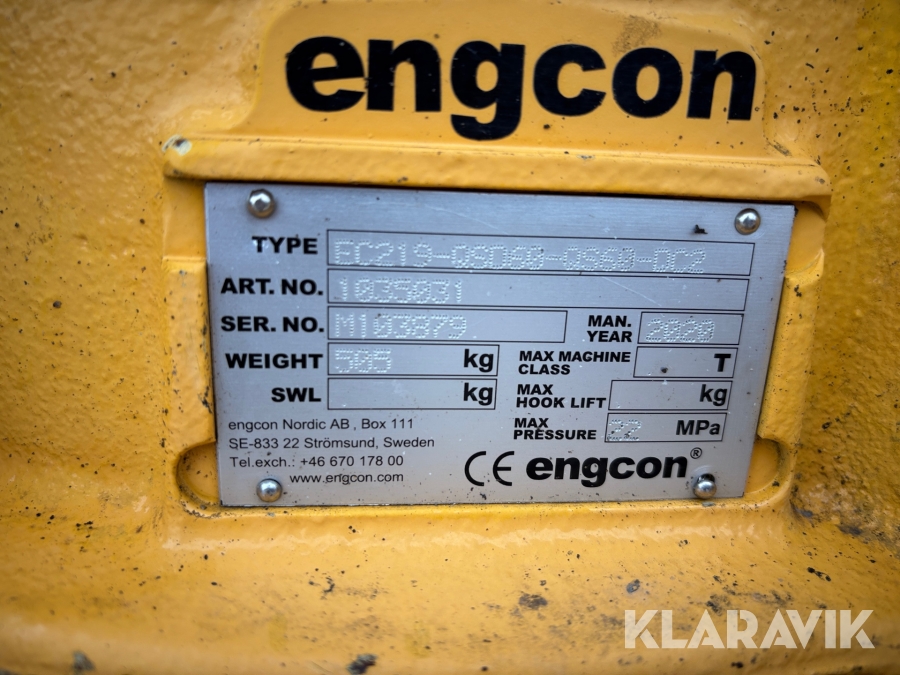 engcon
TYPE EC219-QSD60-QS60-DC2
ART. NO. 1035031
SER. NO. M103879 MAN. YEAR 2020
WEIGHT 505 kg MAX MACHINE CLASS T
SWL kg MAX HOOK LIFT kg
engcon Nordic AB , Box 111 MAX PRESSURE 22 MPa
SE-833 22 Strömsund, Sweden
Tel.exch.: +46 670 178 00
www.engcon.com CE engcon®
KLARAVIK